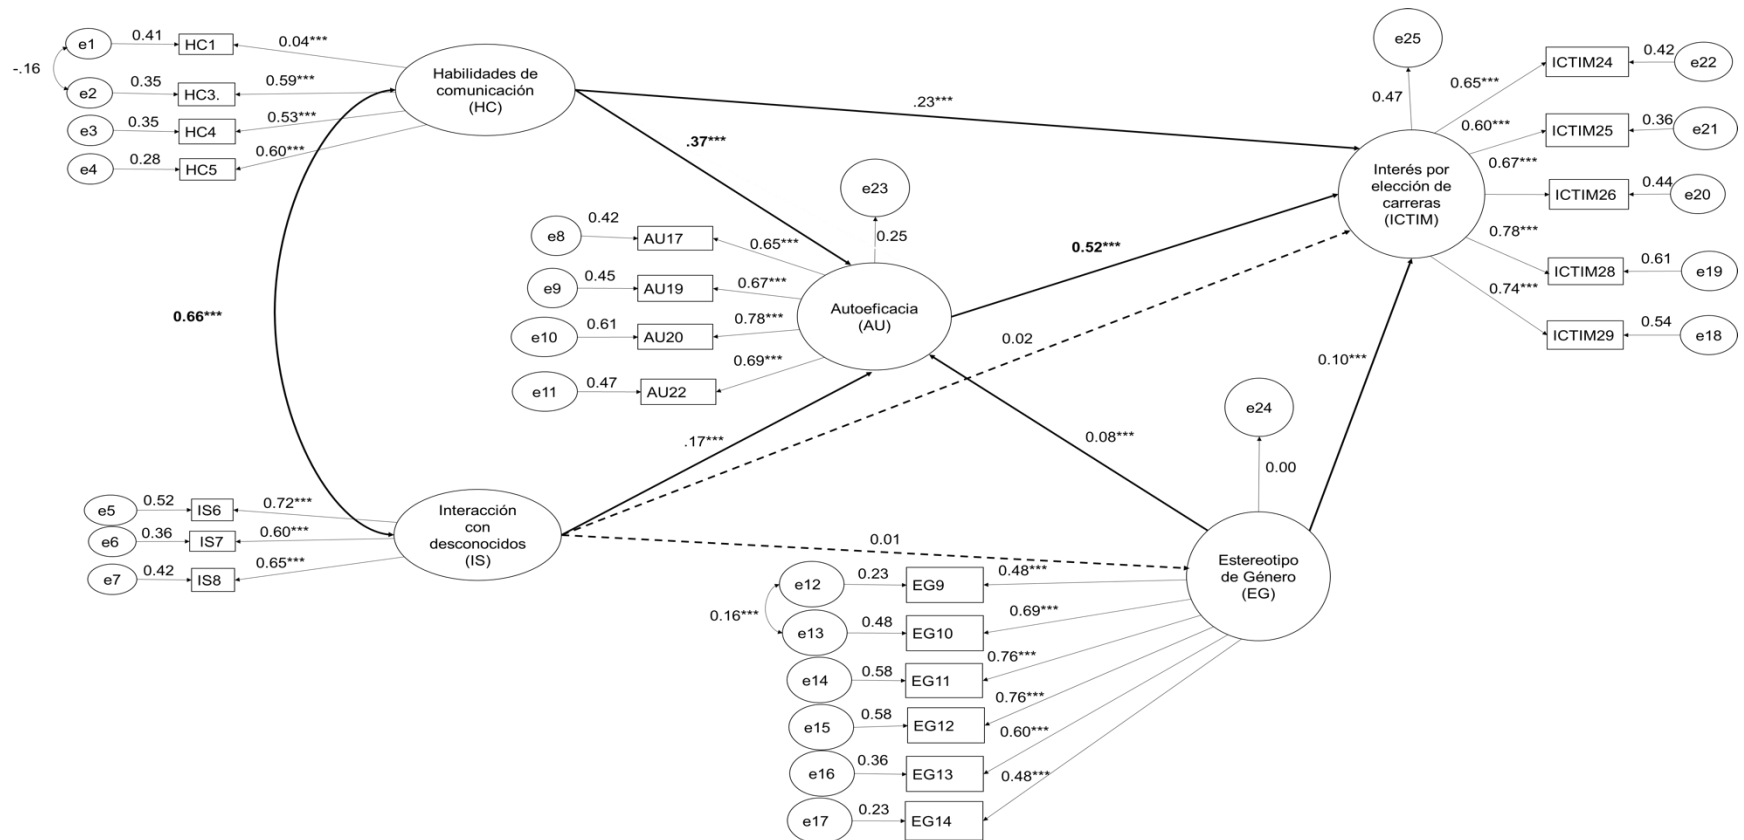 e1 0.41 HC1 0.04***
-.16
e2 0.35 HC3. 0.59***
e3 0.35 HC4 0.53***
e4 0.28 HC5 0.60***
Habilidades de
comunicación
(HC)
.23***
.37***
0.66***
e25
0.47
ICTIM24 0.42 e22
0.65***
ICTIM25 0.36 e21
0.60***
ICTIM26 0.44 e20
0.67***
ICTIM28 0.61 e19
0.78***
ICTIM29 0.54 e18
0.74***
Interés por
elección de
carreras
(ICTIM)
e23
0.25
e8 0.42 AU17 0.65***
e9 0.45 AU19 0.67***
e10 0.61 AU20 0.78***
e11 0.47 AU22 0.69***
Autoeficacia
(AU)
0.52***
0.02
0.10***
0.08***
.17***
0.01
e24
0.00
e5 0.52 IS6 0.72***
e6 0.36 IS7 0.60***
e7 0.42 IS8 0.65***
Interacción
con
desconocidos
(IS)
Estereotipo
de Género
(EG)
e12 0.23 EG9 0.48***
0.16***
e13 0.48 EG10 0.69***
e14 0.58 EG11 0.76***
e15 0.58 EG12 0.76***
e16 0.36 EG13 0.60***
e17 0.23 EG14 0.48***